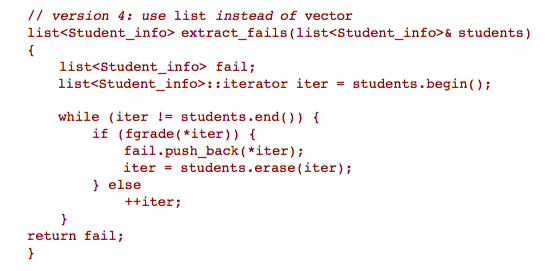 // version 4: use list instead of vector
list<Student_info> extract_fails(list<Student_info>& students)
{
    list<Student_info> fail;
    list<Student_info>::iterator iter = students.begin();

    while (iter != students.end()) {
        if (fgrade(*iter)) {
            fail.push_back(*iter);
            iter = students.erase(iter);
        } else
            ++iter;
    }
return fail;
}